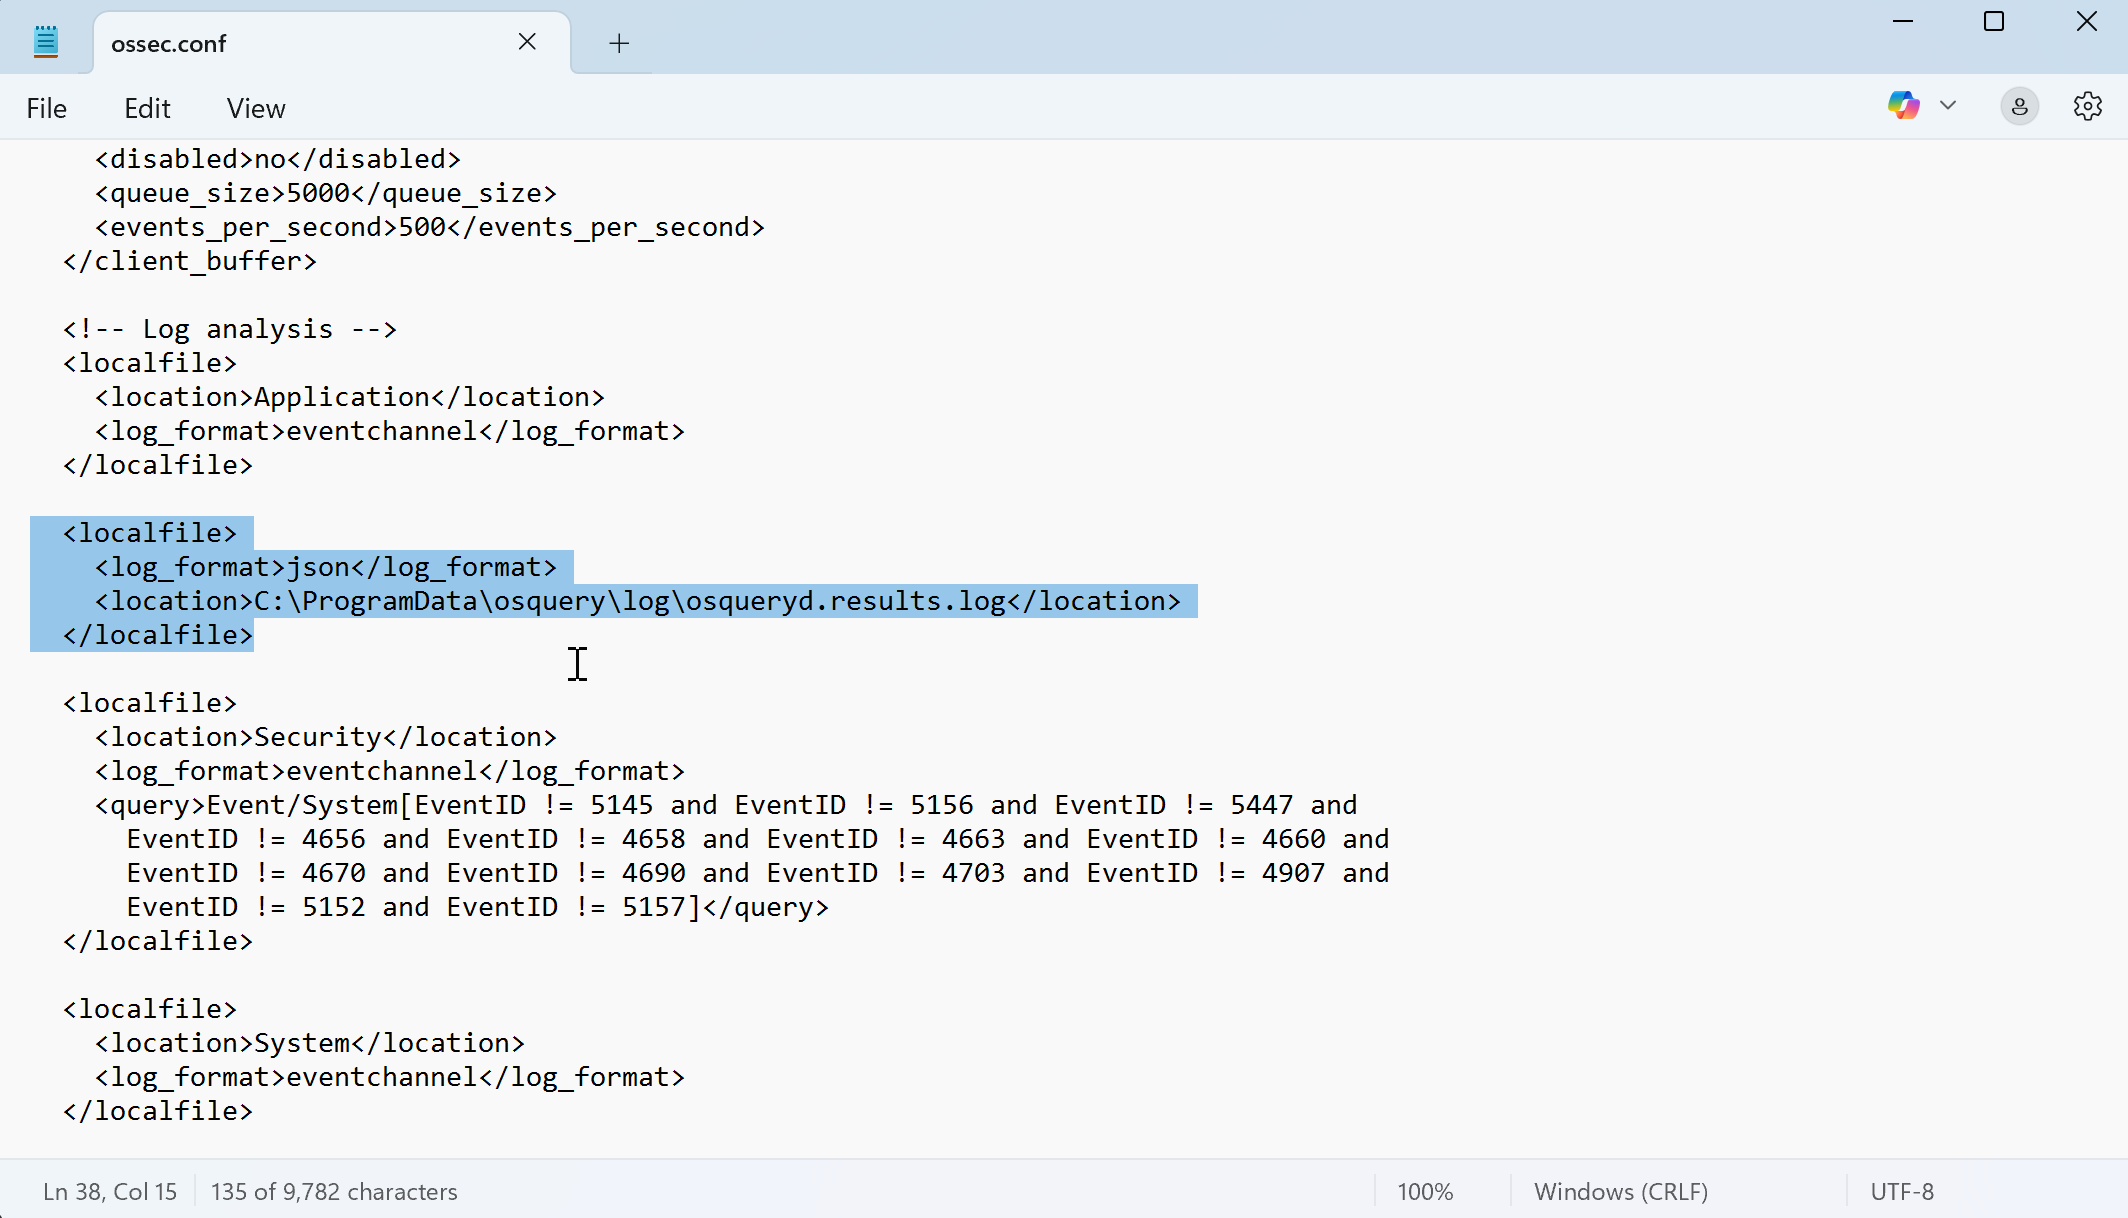 ossec.conf
File Edit View
<disabled>no</disabled>
<queue_size>5000</queue_size>
<events_per_second>500</events_per_second>
</client_buffer>
<!-- Log analysis -->
<localfile>
<location>Application</location>
<log_format>eventchannel</log_format>
</localfile>
<localfile>
<log_format>json</log_format>
<location>C:\ProgramData\osquery\log\osqueryd.results.log</location>
</localfile>
<localfile>
<location>Security</location>
<log_format>eventchannel</log_format>
<query>Event/System[EventID != 5145 and EventID != 5156 and EventID != 5447 and
EventID != 4656 and EventID != 4658 and EventID != 4663 and EventID != 4660 and
EventID != 4670 and EventID != 4690 and EventID != 4703 and EventID != 4907 and
EventID != 5152 and EventID != 5157]</query>
</localfile>
<localfile>
<location>System</location>
<log_format>eventchannel</log_format>
</localfile>
Ln 38, Col 15 135 of 9,782 characters 100% Windows (CRLF) UTF-8